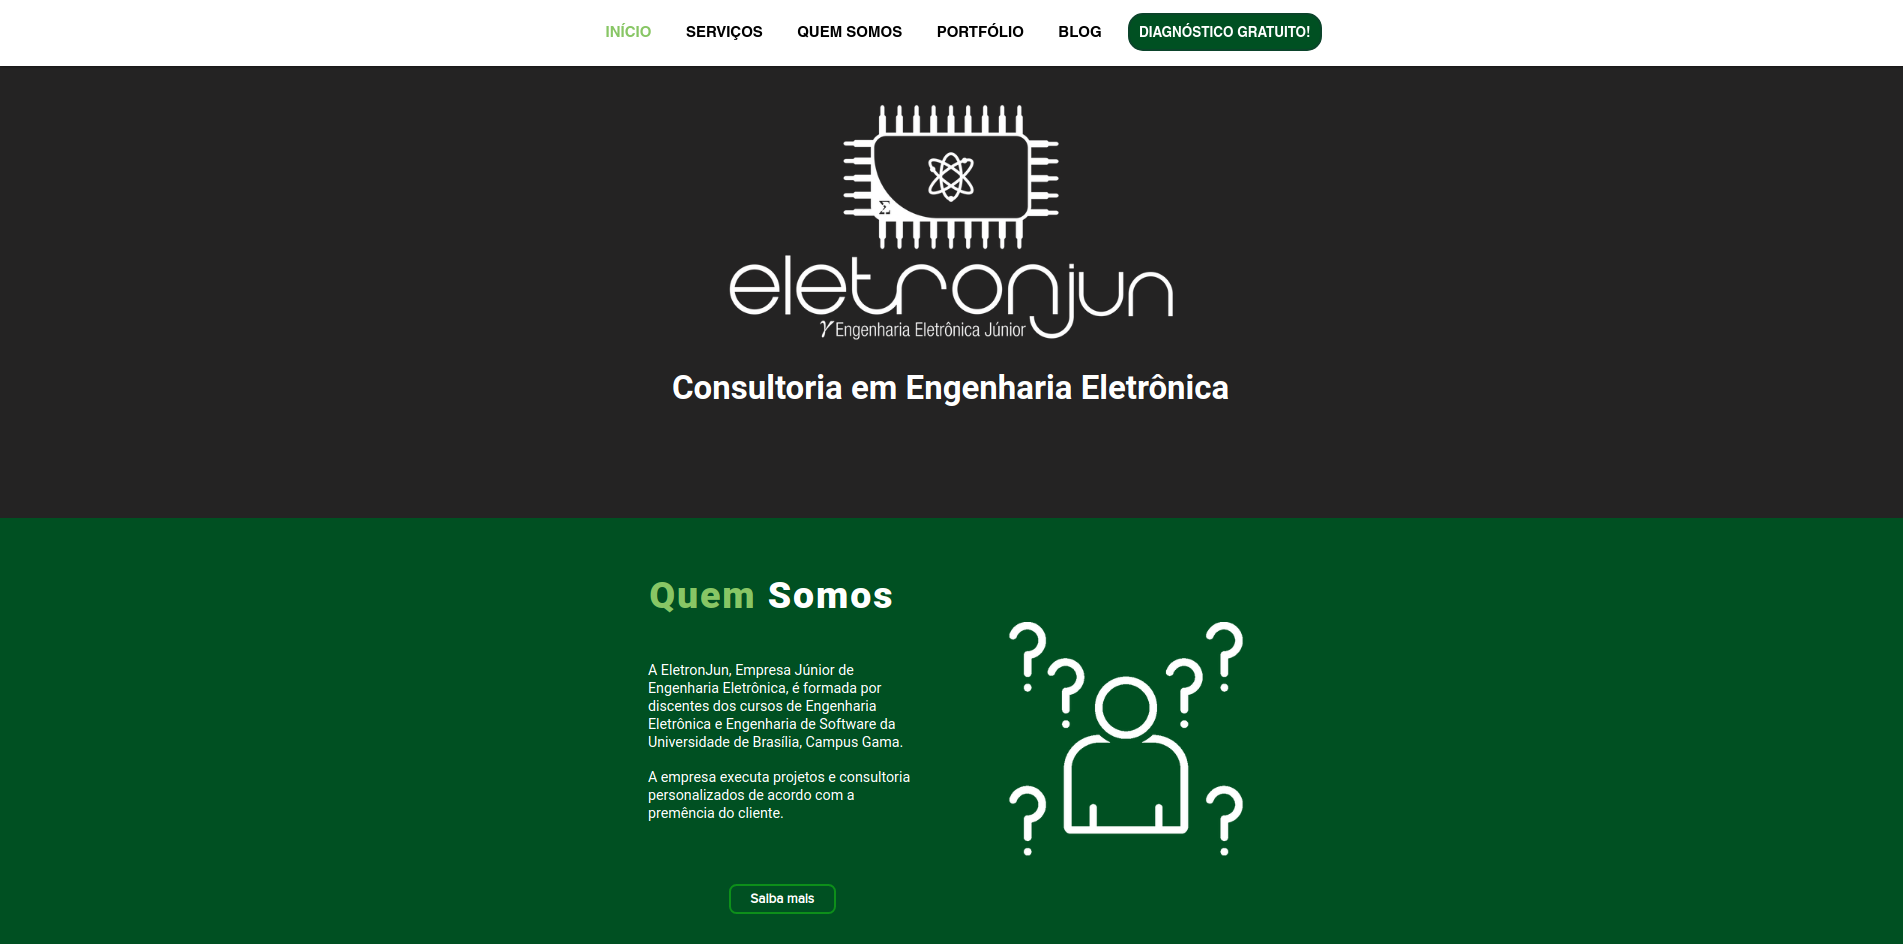 INÍCIO SERVIÇOS QUEM SOMOS PORTFÓLIO BLOG DIAGNÓSTICO GRATUITO!
Σ
eletronjun
γ Engenharia Eletrônica Júnior
Consultoria em Engenharia Eletrônica
Quem Somos
A EletronJun, Empresa Júnior de
Engenharia Eletrônica, é formada por
discentes dos cursos de Engenharia
Eletrônica e Engenharia de Software da
Universidade de Brasília, Campus Gama.
A empresa executa projetos e consultoria
personalizados de acordo com a
premência do cliente.
? ?
? ?
? ?
Saiba mais